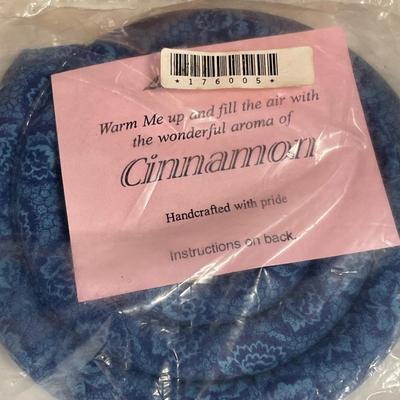 *176005*
Warm Me up and fill the air with
the wonderful aroma of
Cinnamon
Handcrafted with pride
Instructions on back.